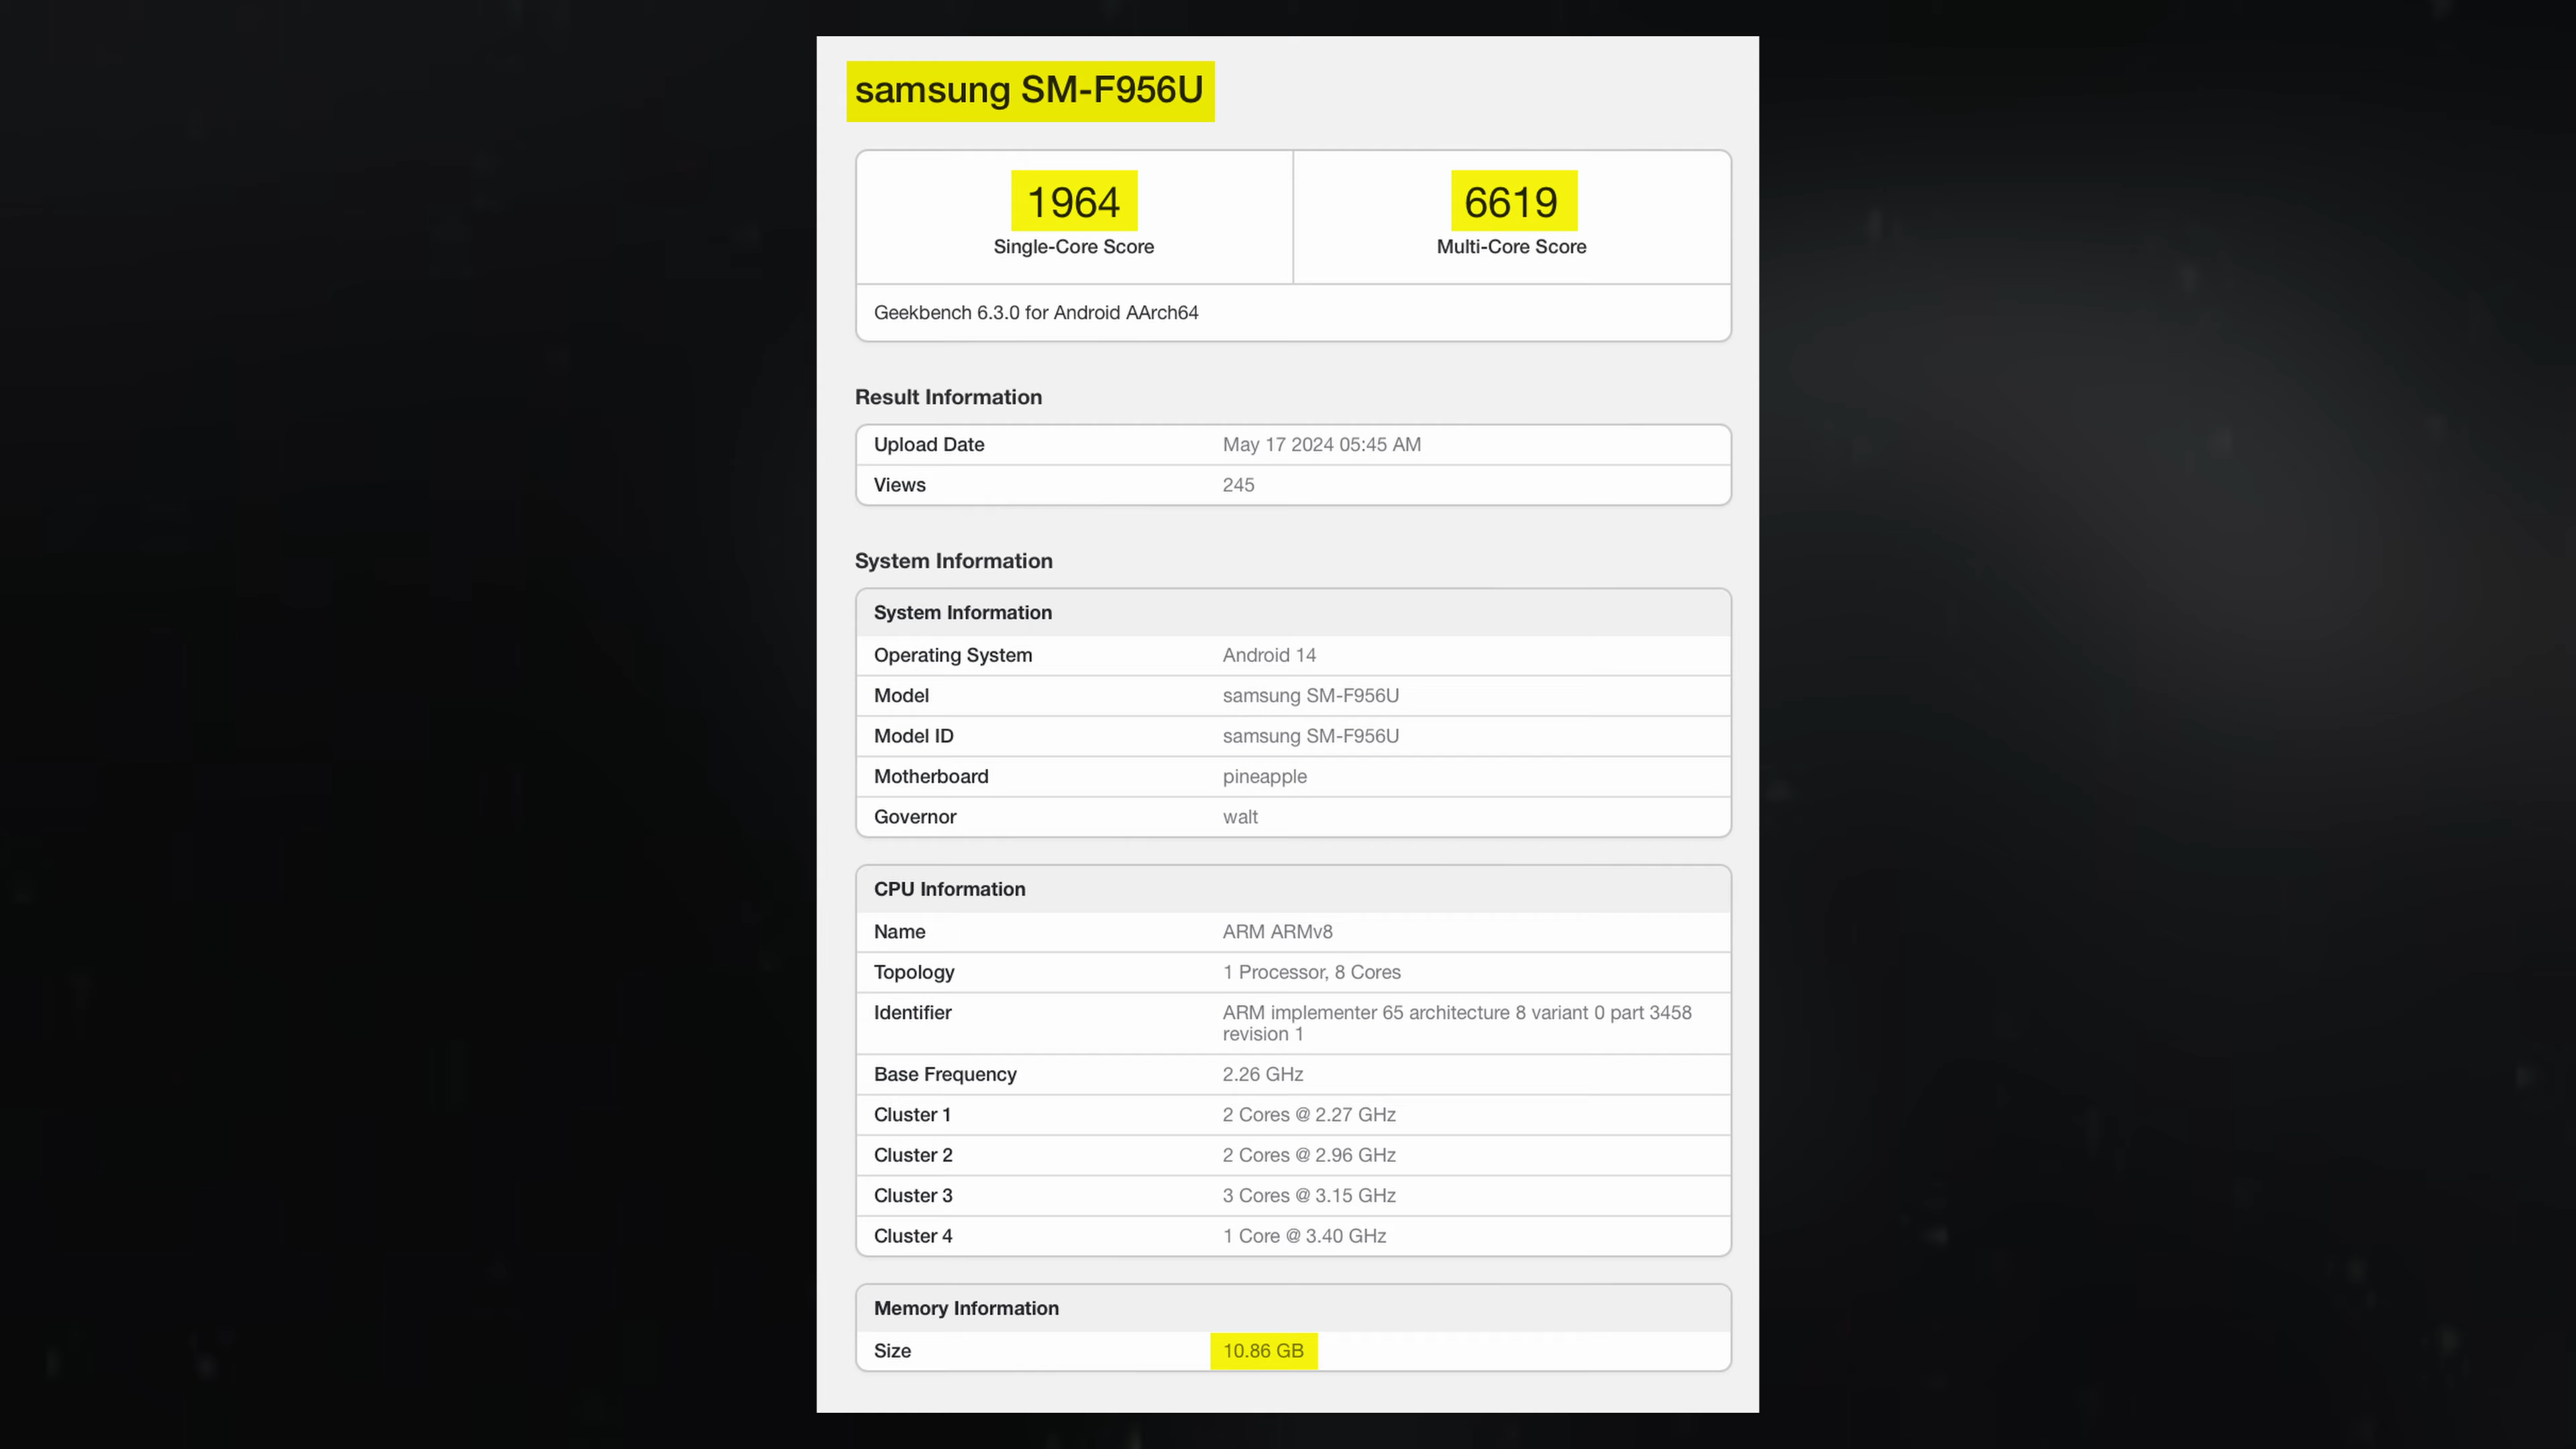 samsung SM-F956U
1964 6619
Single-Core Score Multi-Core Score
Geekbench 6.3.0 for Android AArch64
Result Information
Upload Date May 17 2024 05:45 AM
Views 245
System Information
System Information
Operating System Android 14
Model samsung SM-F956U
Model ID samsung SM-F956U
Motherboard pineapple
Governor walt
CPU Information
Name ARM ARMv8
Topology 1 Processor, 8 Cores
Identifier ARM implementer 65 architecture 8 variant 0 part 3458
revision 1
Base Frequency 2.26 GHz
Cluster 1 2 Cores @ 2.27 GHz
Cluster 2 2 Cores @ 2.96 GHz
Cluster 3 3 Cores @ 3.15 GHz
Cluster 4 1 Core @ 3.40 GHz
Memory Information
Size 10.86 GB